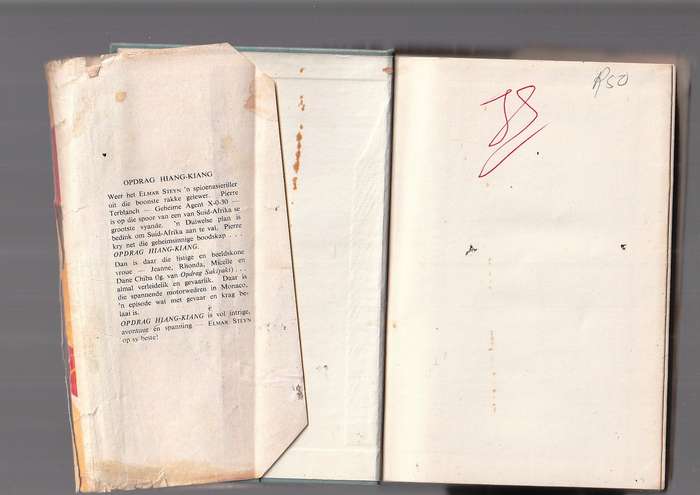 OPDRAG HIANG-KIANG
Weer het ELMAR STEYN 'n spioenasieriller
uit die boonste rakke gelewer. Pierre
Terblanch — Geheime Agent X-0-50 —
is op die spoor van een van Suid-Afrika se
grootste vyande. 'n Duiwelse plan is
bedink om Suid-Afrika aan te val. Pierre
kry net die geheimsinnige boodskap . . .
OPDRAG HIANG-KIANG.
Dan is daar die listige en beeldskone
vroue — Jeanne, Rhonda, Micelle en
Dane Chiba (lg. van Opdrag Sukiyaki) . . .
almal verleidelik en gevaarlik. Daar is
die spannende motorwedren in Monaco,
'n episode wat met gevaar en krag be-
laai is.
OPDRAG HIANG-KIANG is vol intrige,
avontuur en spanning — ELMAR STEYN
op sy beste!
R50